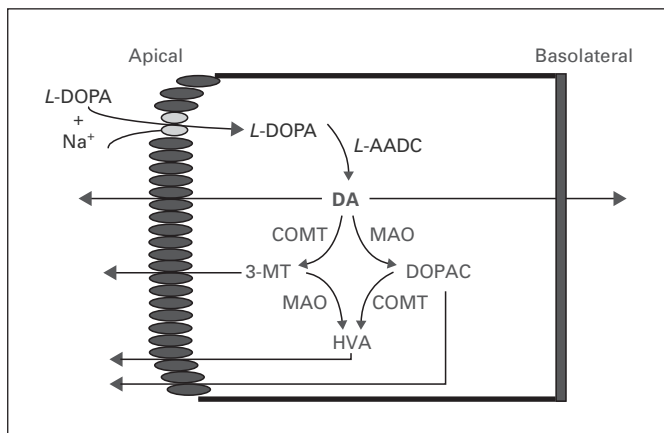 Apical
Basolateral
L-DOPA
+
Na⁺
L-DOPA
L-AADC
DA
COMT
MAO
3-MT
DOPAC
MAO
COMT
HVA